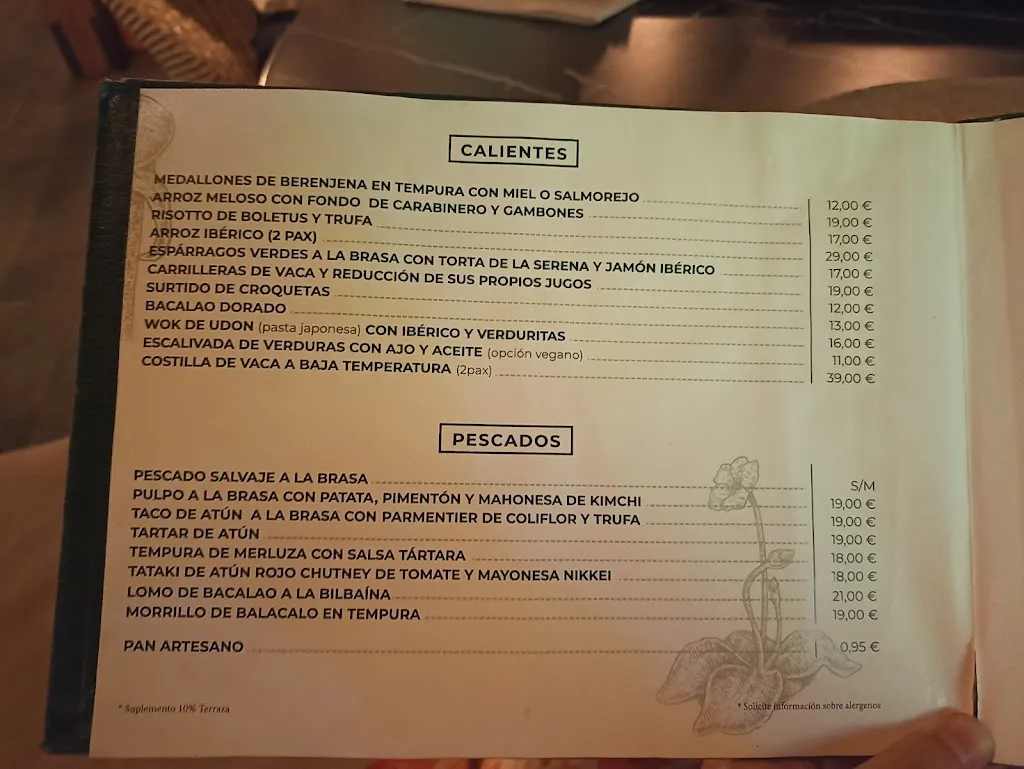 CALIENTES
MEDALLONES DE BERENJENA EN TEMPURA CON MIEL O SALMOREJO 12,00 €
ARROZ MELOSO CON FONDO DE CARABINERO Y GAMBONES 19,00 €
RISOTTO DE BOLETUS Y TRUFA 17,00 €
ARROZ IBÉRICO (2 PAX) 29,00 €
ESPÁRRAGOS VERDES A LA BRASA CON TORTA DE LA SERENA Y JAMÓN IBÉRICO 17,00 €
CARRILLERAS DE VACA Y REDUCCIÓN DE SUS PROPIOS JUGOS 19,00 €
SURTIDO DE CROQUETAS 12,00 €
BACALAO DORADO 13,00 €
WOK DE UDON (pasta japonesa) CON IBÉRICO Y VERDURITAS 16,00 €
ESCALIVADA DE VERDURAS CON AJO Y ACEITE (opción vegano) 11,00 €
COSTILLA DE VACA A BAJA TEMPERATURA (2pax) 39,00 €
PESCADOS
PESCADO SALVAJE A LA BRASA S/M
PULPO A LA BRASA CON PATATA, PIMENTÓN Y MAHONESA DE KIMCHI 19,00 €
TACO DE ATÚN A LA BRASA CON PARMENTIER DE COLIFLOR Y TRUFA 19,00 €
TARTAR DE ATÚN 19,00 €
TEMPURA DE MERLUZA CON SALSA TÁRTARA 18,00 €
TATAKI DE ATÚN ROJO CHUTNEY DE TOMATE Y MAYONESA NIKKEI 18,00 €
LOMO DE BACALAO A LA BILBAÍNA 21,00 €
MORRILLO DE BALACALO EN TEMPURA 19,00 €
PAN ARTESANO 0,95 €
* Suplemento 10% Terraza
* Solicite información sobre alergenos